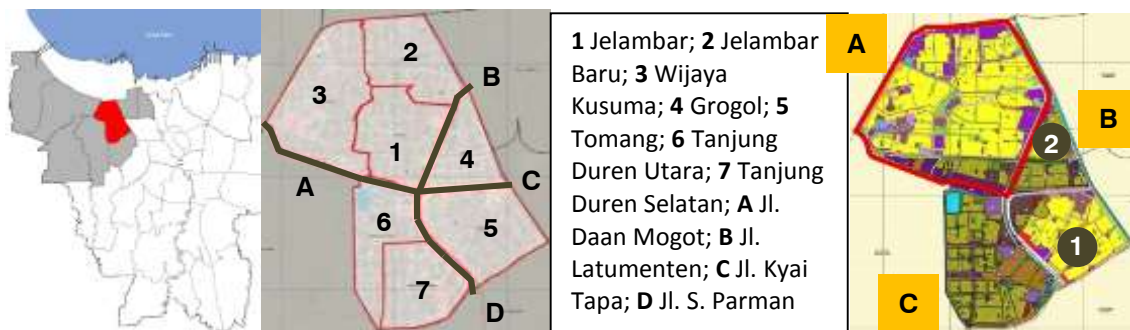 2
B
3
1
4
A
C
6
5
7
D
1 Jelambar; 2 Jelambar
Baru; 3 Wijaya
Kusuma; 4 Grogol; 5
Tomang; 6 Tanjung
Duren Utara; 7 Tanjung
Duren Selatan; A Jl.
Daan Mogot; B Jl.
Latumenten; C Jl. Kyai
Tapa; D Jl. S. Parman
A
B
2
1
C